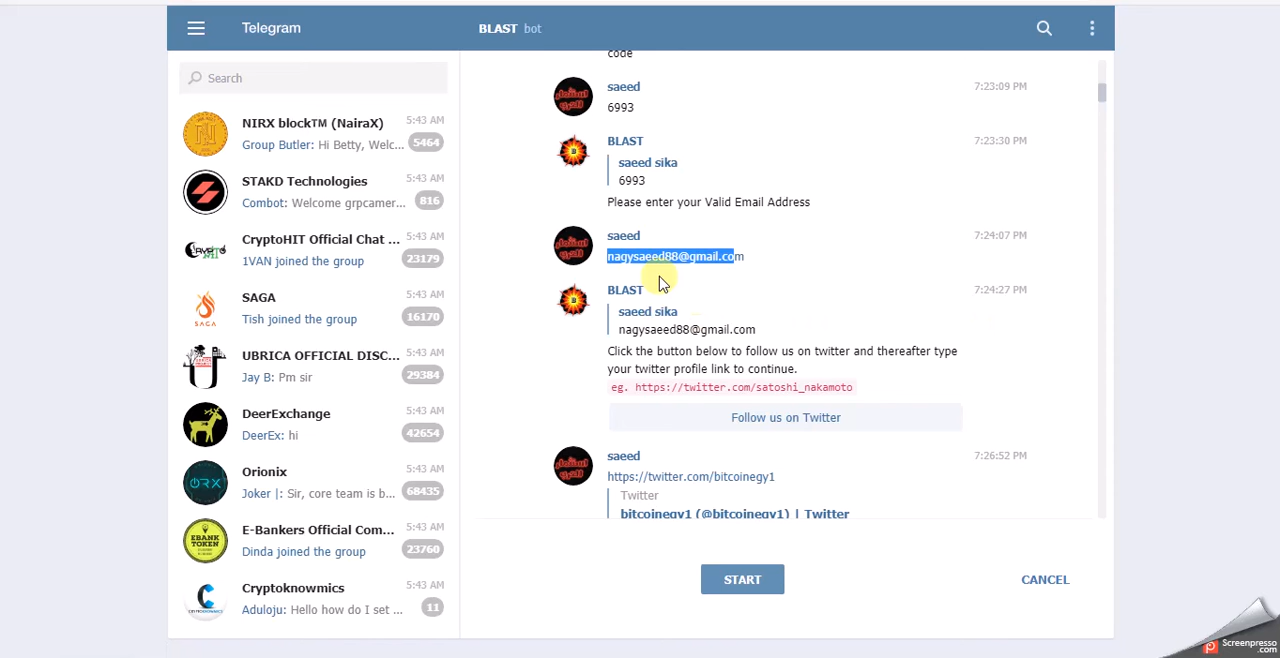 Telegram
BLAST bot
Search
NIRX block™ (NairaX) 5:43 AM
Group Butler: Hi Betty, Welc... 5464
STAKD Technologies 5:43 AM
Combot: Welcome grpcamer... 816
CryptoHIT Official Chat ... 5:43 AM
1VAN joined the group 23179
SAGA 5:43 AM
Tish joined the group 16170
SAGA
UBRICA OFFICIAL DISC... 5:43 AM
Jay B: Pm sir 29384
DeerExchange 5:43 AM
DeerEx: hi 42654
Orionix 5:43 AM
Joker |: Sir, core team is b... 68435
ORX
E-Bankers Official Com... 5:43 AM
Dinda joined the group 23760
EBANK
TOKEN
Cryptoknowmics 5:43 AM
Aduloju: Hello how do I set ... 11
code
saeed 7:23:09 PM
6993
BLAST 7:23:30 PM
saeed sika
6993
Please enter your Valid Email Address
saeed 7:24:07 PM
nagysaeed88@gmail.com
BLAST 7:24:27 PM
saeed sika
nagysaeed88@gmail.com
Click the button below to follow us on twitter and thereafter type
your twitter profile link to continue.
eg. https://twitter.com/satoshi_nakamoto
Follow us on Twitter
saeed 7:26:52 PM
https://twitter.com/bitcoinegy1
Twitter
bitcoinegy1 (@bitcoinegy1) | Twitter
START
CANCEL
Screenpresso
.com